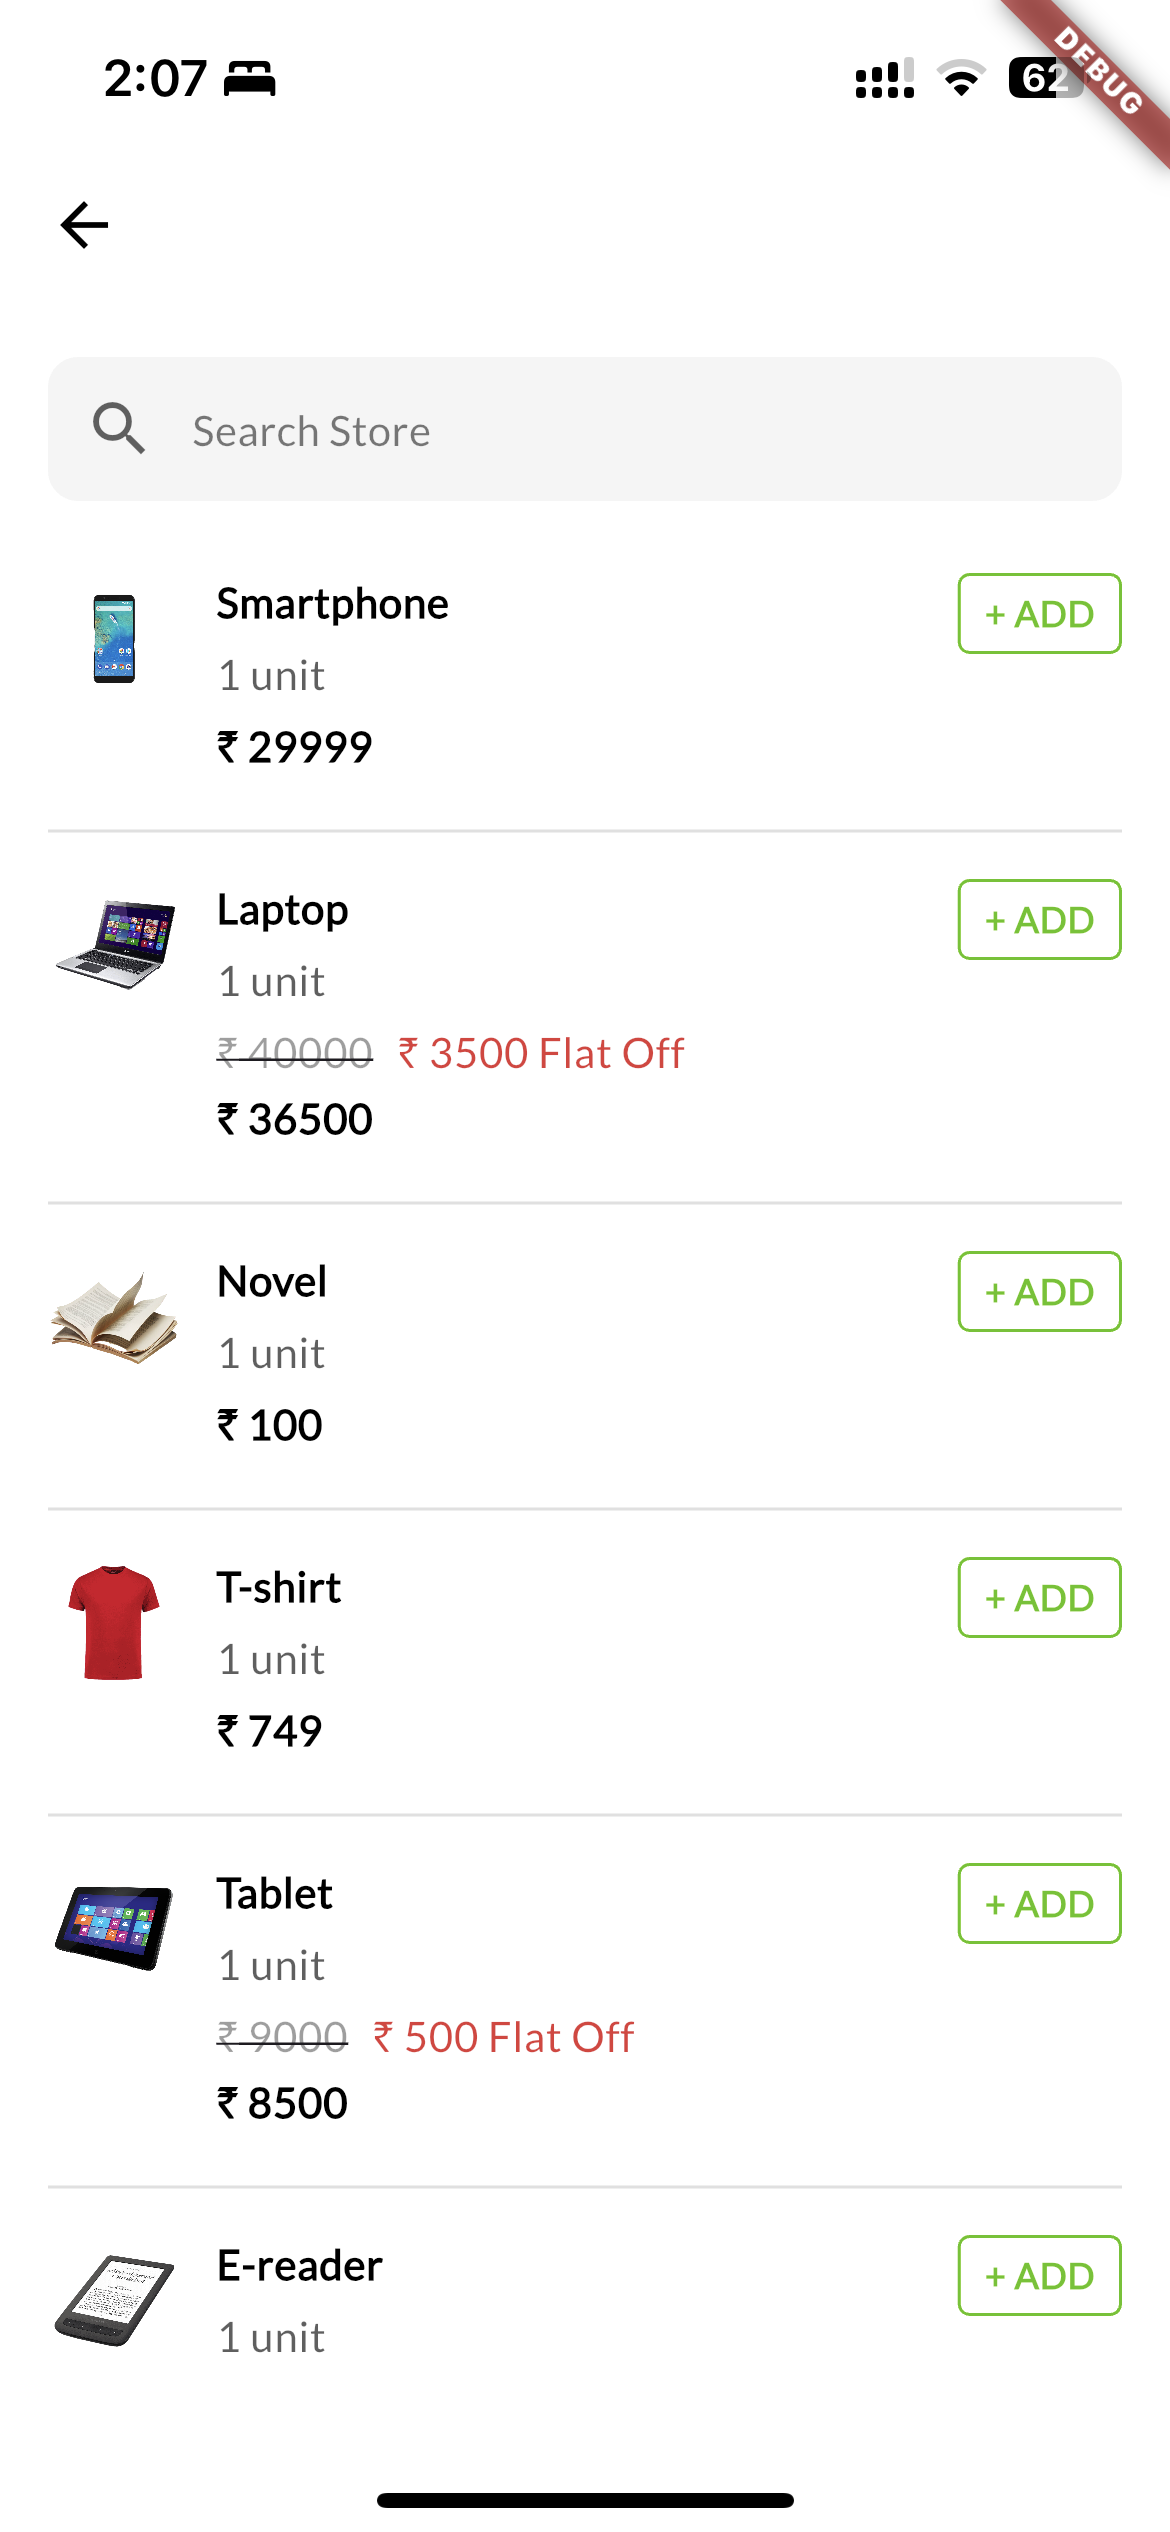 2:07
62
DEBUG
Search Store
Smartphone
+ ADD
1 unit
₹ 29999
Laptop
+ ADD
1 unit
₹ 40000 ₹ 3500 Flat Off
₹ 36500
Novel
+ ADD
1 unit
₹ 100
T-shirt
+ ADD
1 unit
₹ 749
Tablet
+ ADD
1 unit
₹ 9000 ₹ 500 Flat Off
₹ 8500
E-reader
+ ADD
1 unit